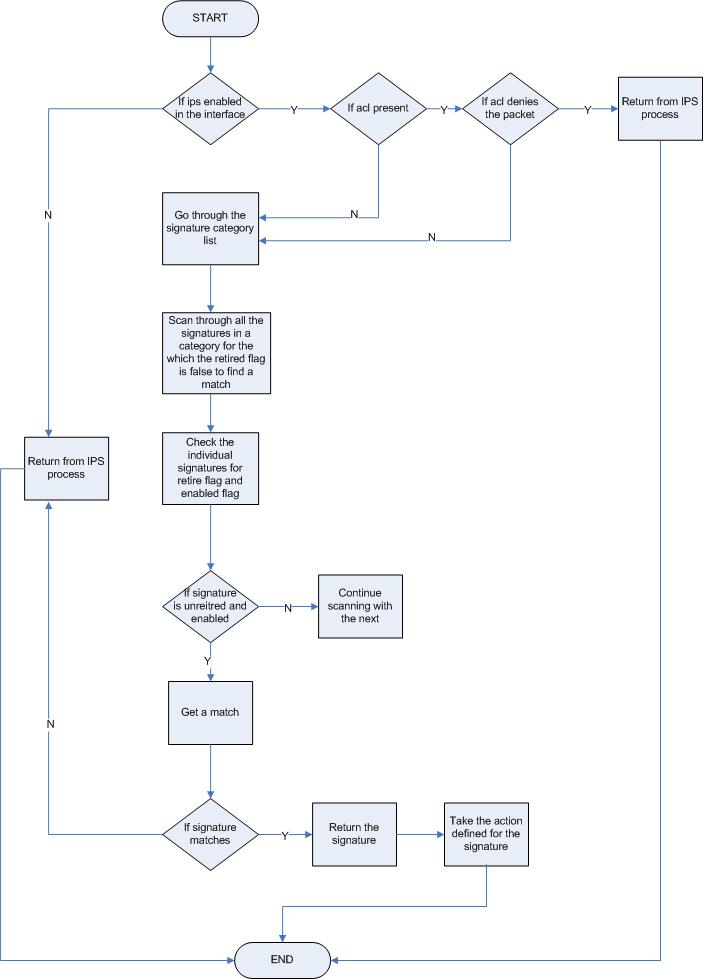 START
If ips enabled
in the interface
Y
If acl present
Y
If acl denies
the packet
Y
Return from IPS
process
N
Go through the
signature category
list
N
N
Scan through all the
signatures in a
category for the
which the retired flag
is false to find a
match
Return from IPS
process
Check the
individual
signatures for
retire flag and
enabled flag
If signature
is unreitred and
enabled
N
Continue
scanning with
the next
Y
Get a match
N
If signature
matches
Y
Return the
signature
Take the action
defined for the
signature
END